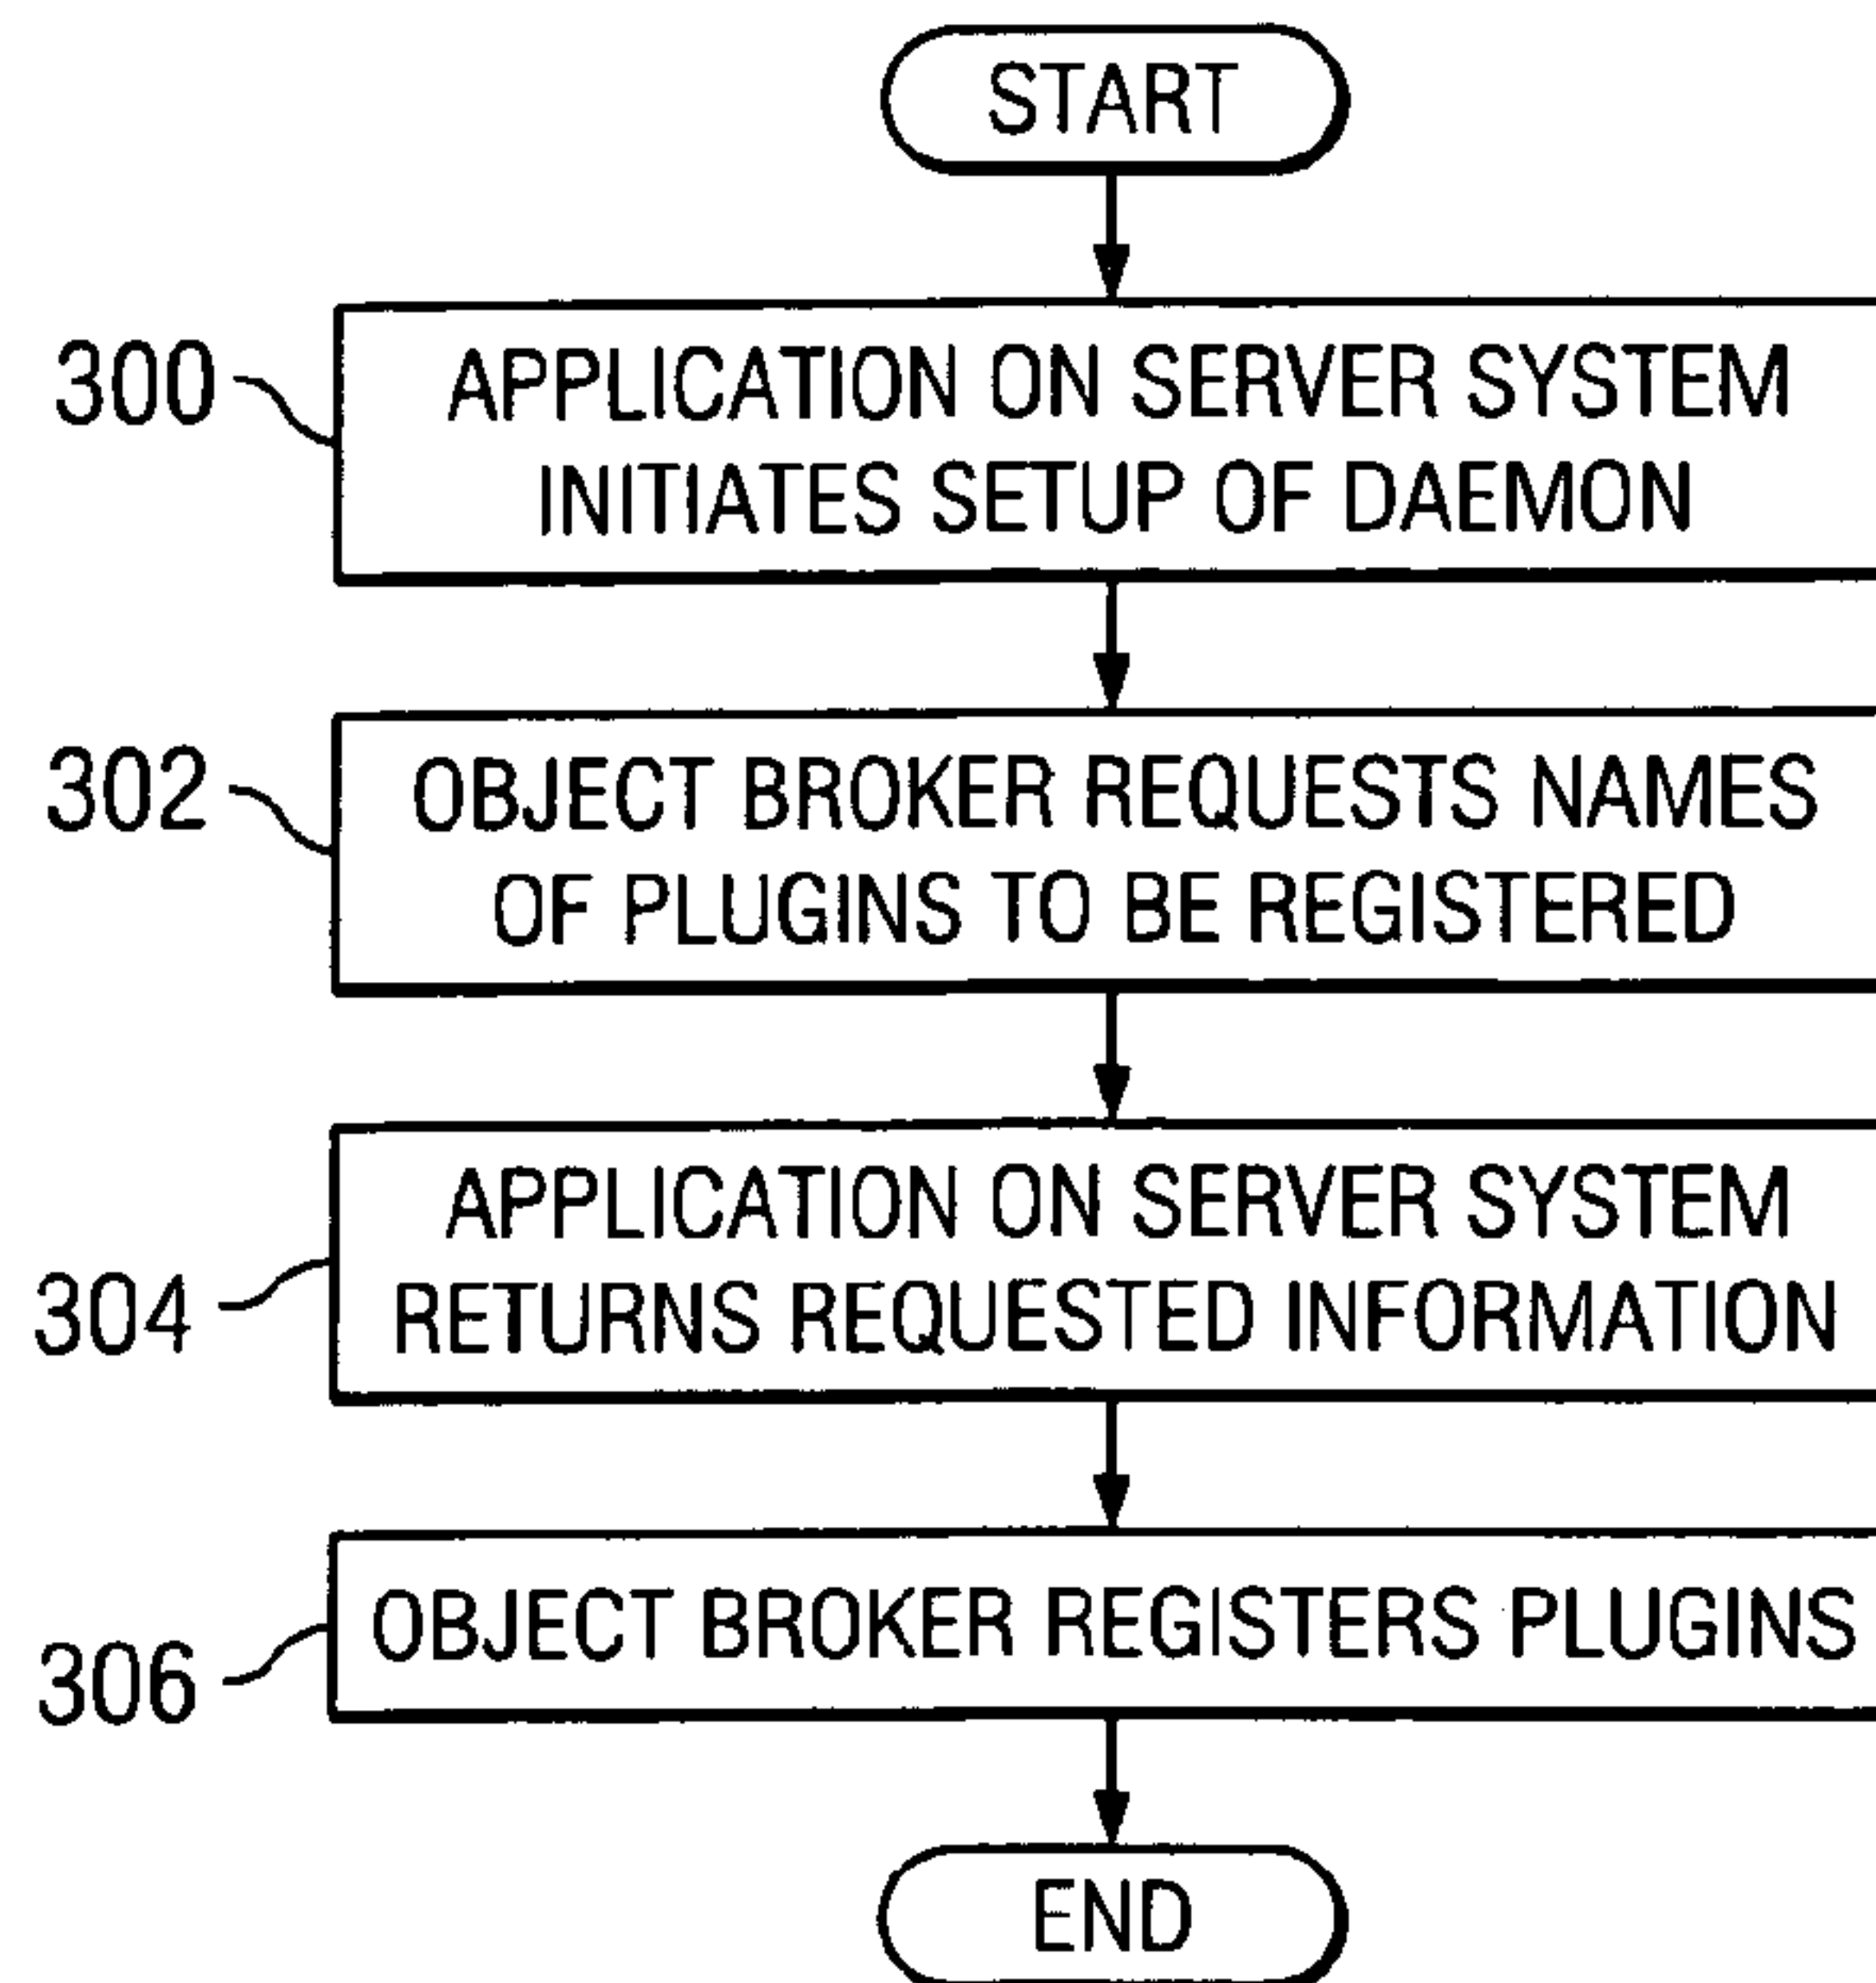 START
300
APPLICATION ON SERVER SYSTEM
INITIATES SETUP OF DAEMON
302
OBJECT BROKER REQUESTS NAMES
OF PLUGINS TO BE REGISTERED
304
APPLICATION ON SERVER SYSTEM
RETURNS REQUESTED INFORMATION
306
OBJECT BROKER REGISTERS PLUGINS
END